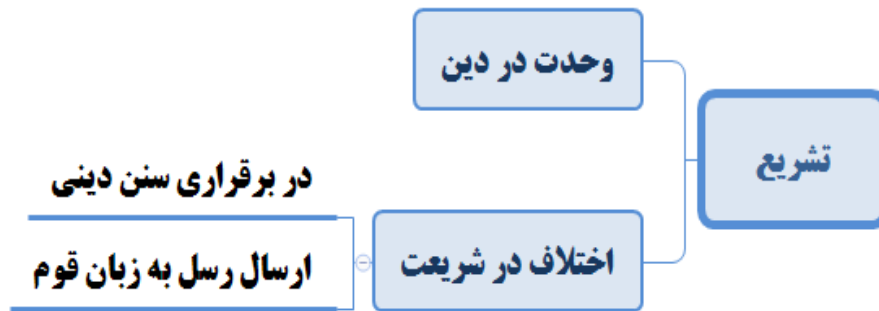 تشریع
وحدت در دین
اختلاف در شریعت
در برقراری سنن دینی
ارسال رسل به زبان قوم